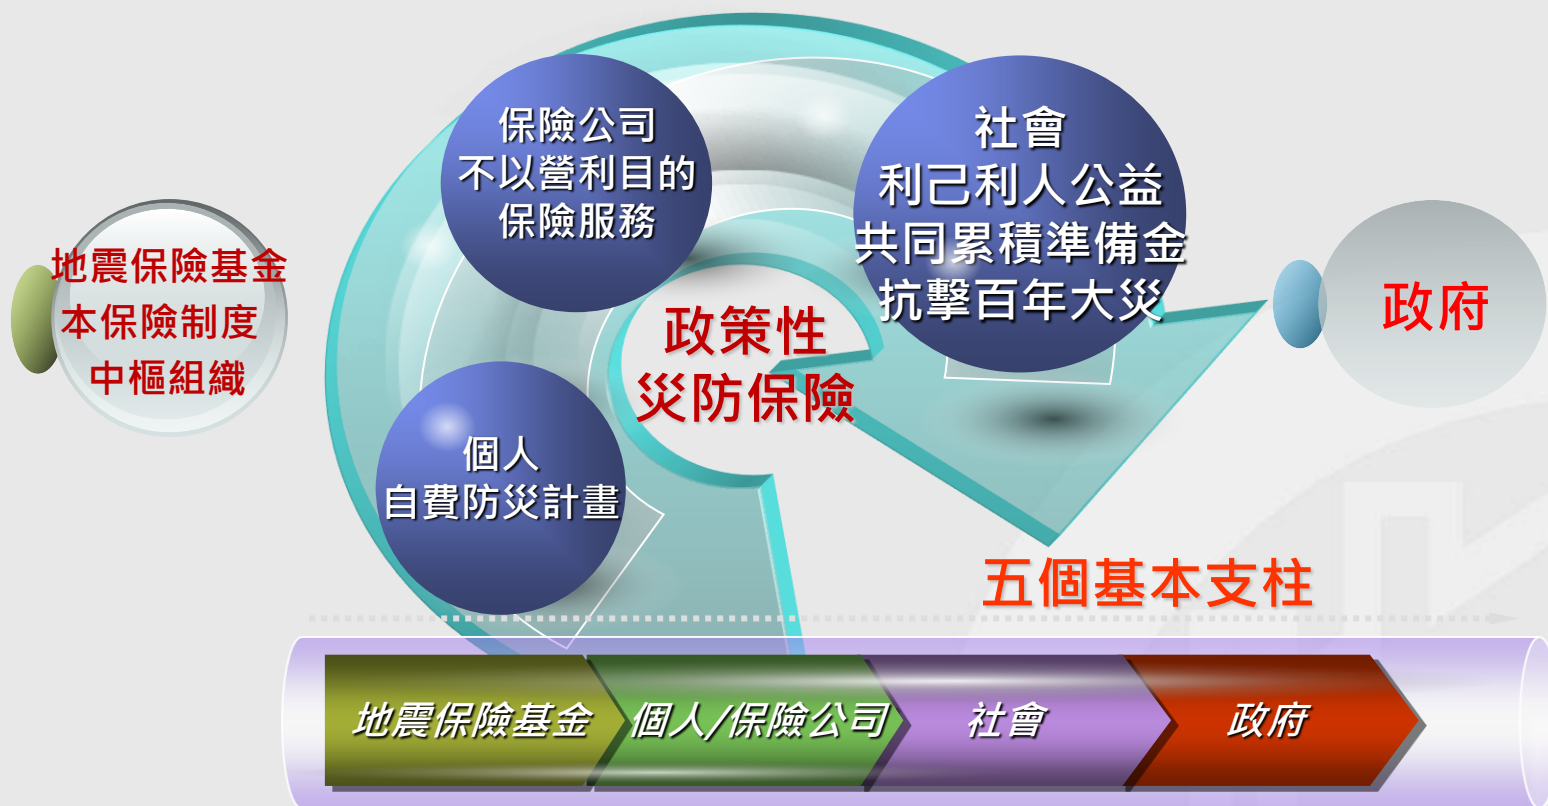 地震保險基金
本保險制度
中樞組織
保險公司
不以營利目的
保險服務
個人
自費防災計畫
政策性
災防保險
社會
利己利人公益
共同累積準備金
抗擊百年大災
政府
五個基本支柱
地震保險基金
個人/保險公司
社會
政府